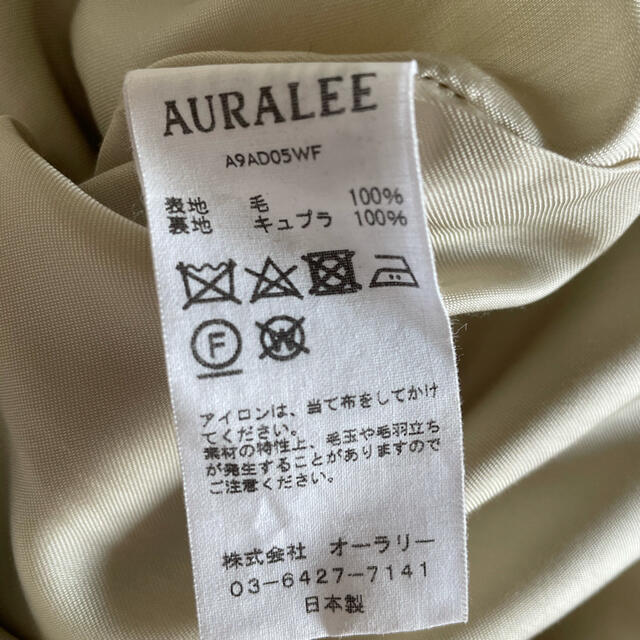 AURALEE
A9AD05WF
表地 毛 100%
裏地 キュプラ 100%
F
W
アイロンは、当て布をしてかけ
てください。
素材の特性上、毛玉や毛羽立ち
が発生することがありますので
ご注意ください。
株式会社 オーラリー
03-6427-7141
日本製